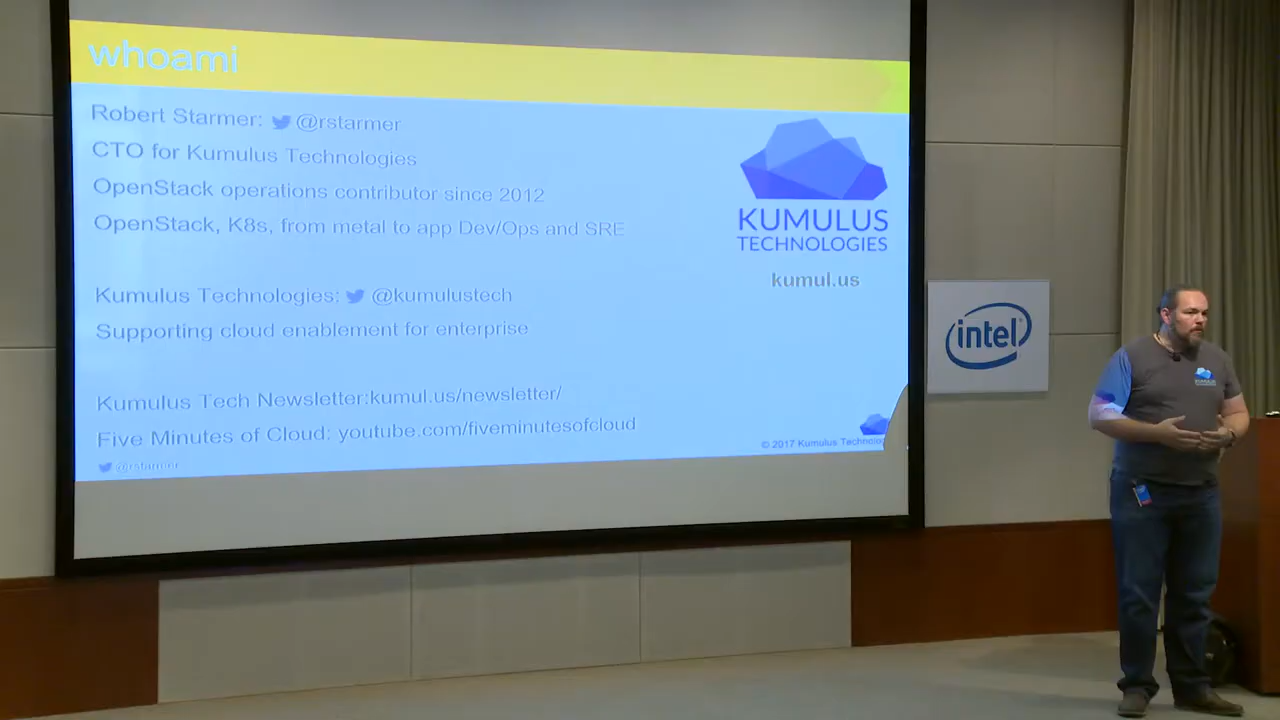 whoami
Robert Starmer: @rstarmer
CTO for Kumulus Technologies
OpenStack operations contributor since 2012
OpenStack, K8s, from metal to app Dev/Ops and SRE
Kumulus Technologies: @kumulustech
Supporting cloud enablement for enterprise
Kumulus Tech Newsletter:kumul.us/newsletter/
Five Minutes of Cloud: youtube.com/fiveminutesofcloud
@rstarmer
KUMULUS
TECHNOLOGIES
kumul.us
© 2017 Kumulus
intel